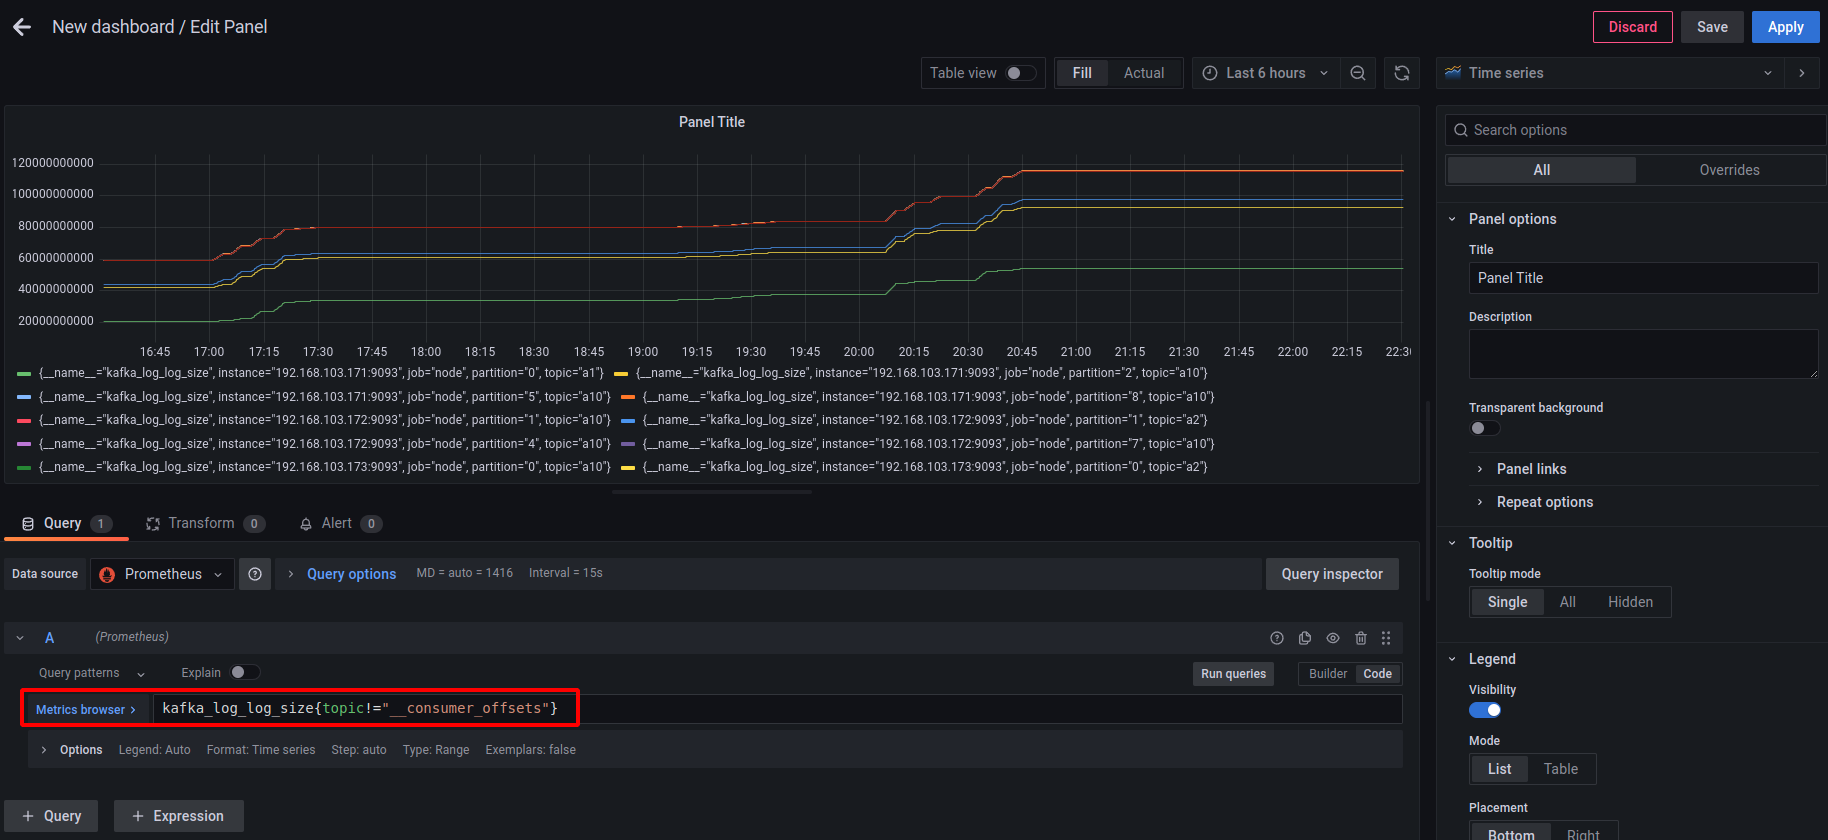 New dashboard / Edit Panel
Discard Save Apply
Table view Fill Actual Last 6 hours Time series
Panel Title
Search options
All Overrides
120000000000
100000000000
80000000000
60000000000
40000000000
20000000000
16:45 17:00 17:15 17:30 17:45 18:00 18:15 18:30 18:45 19:00 19:15 19:30 19:45 20:00 20:15 20:30 20:45 21:00 21:15 21:30 21:45 22:00 22:15 22:30
{__name__="kafka_log_log_size", instance="192.168.103.171:9093", job="node", partition="0", topic="a1"} {__name__="kafka_log_log_size", instance="192.168.103.171:9093", job="node", partition="2", topic="a10"}
{__name__="kafka_log_log_size", instance="192.168.103.171:9093", job="node", partition="5", topic="a10"} {__name__="kafka_log_log_size", instance="192.168.103.171:9093", job="node", partition="8", topic="a10"}
{__name__="kafka_log_log_size", instance="192.168.103.172:9093", job="node", partition="1", topic="a10"} {__name__="kafka_log_log_size", instance="192.168.103.172:9093", job="node", partition="1", topic="a2"}
{__name__="kafka_log_log_size", instance="192.168.103.172:9093", job="node", partition="4", topic="a10"} {__name__="kafka_log_log_size", instance="192.168.103.172:9093", job="node", partition="7", topic="a10"}
{__name__="kafka_log_log_size", instance="192.168.103.173:9093", job="node", partition="0", topic="a10"} {__name__="kafka_log_log_size", instance="192.168.103.173:9093", job="node", partition="0", topic="a2"}
Query 1 Transform 0 Alert 0
Data source Prometheus Query options MD = auto = 1416 Interval = 15s Query inspector
A (Prometheus)
Query patterns Explain Run queries Builder Code
Metrics browser > kafka_log_log_size{topic!="__consumer_offsets"}
Options Legend: Auto Format: Time series Step: auto Type: Range Exemplars: false
+ Query + Expression
Panel options
Title
Panel Title
Description
Transparent background
Panel links
Repeat options
Tooltip
Tooltip mode
Single All Hidden
Legend
Visibility
Mode
List Table
Placement
Bottom Right